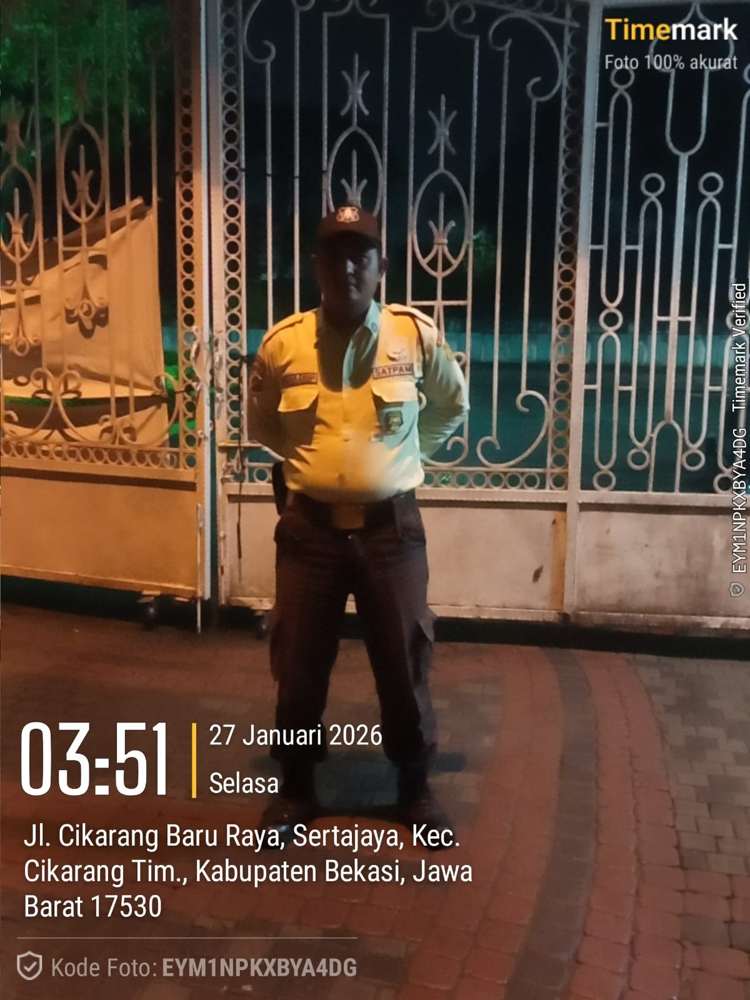 Timemark
Foto 100% akurat
SATPAM
EYM1NPKXBYA4DG Timemark Verified
03:51
27 Januari 2026
Selasa
Jl. Cikarang Baru Raya, Sertajaya, Kec.
Cikarang Tim., Kabupaten Bekasi, Jawa
Barat 17530
Kode Foto: EYM1NPKXBYA4DG